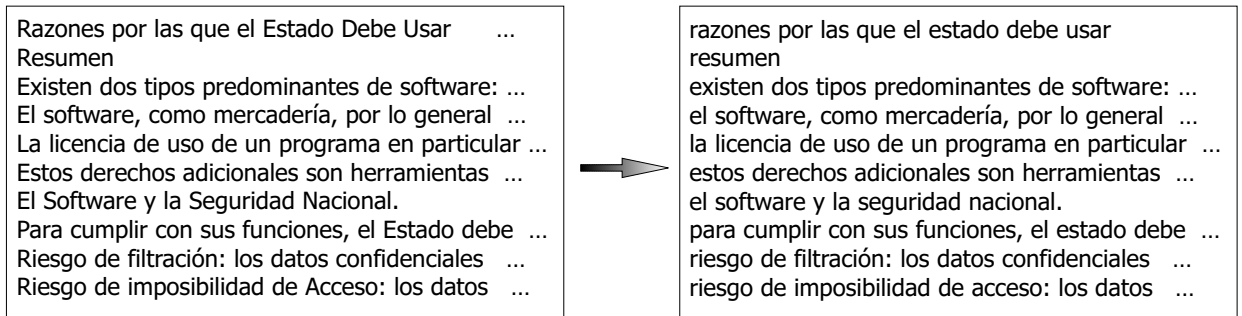 Razones por las que el Estado Debe Usar …
Resumen
Existen dos tipos predominantes de software: …
El software, como mercadería, por lo general …
La licencia de uso de un programa en particular …
Estos derechos adicionales son herramientas …
El Software y la Seguridad Nacional.
Para cumplir con sus funciones, el Estado debe …
Riesgo de filtración: los datos confidenciales …
Riesgo de imposibilidad de Acceso: los datos …
razones por las que el estado debe usar
resumen
existen dos tipos predominantes de software: …
el software, como mercadería, por lo general …
la licencia de uso de un programa en particular …
estos derechos adicionales son herramientas …
el software y la seguridad nacional.
para cumplir con sus funciones, el estado debe …
riesgo de filtración: los datos confidenciales …
riesgo de imposibilidad de acceso: los datos …